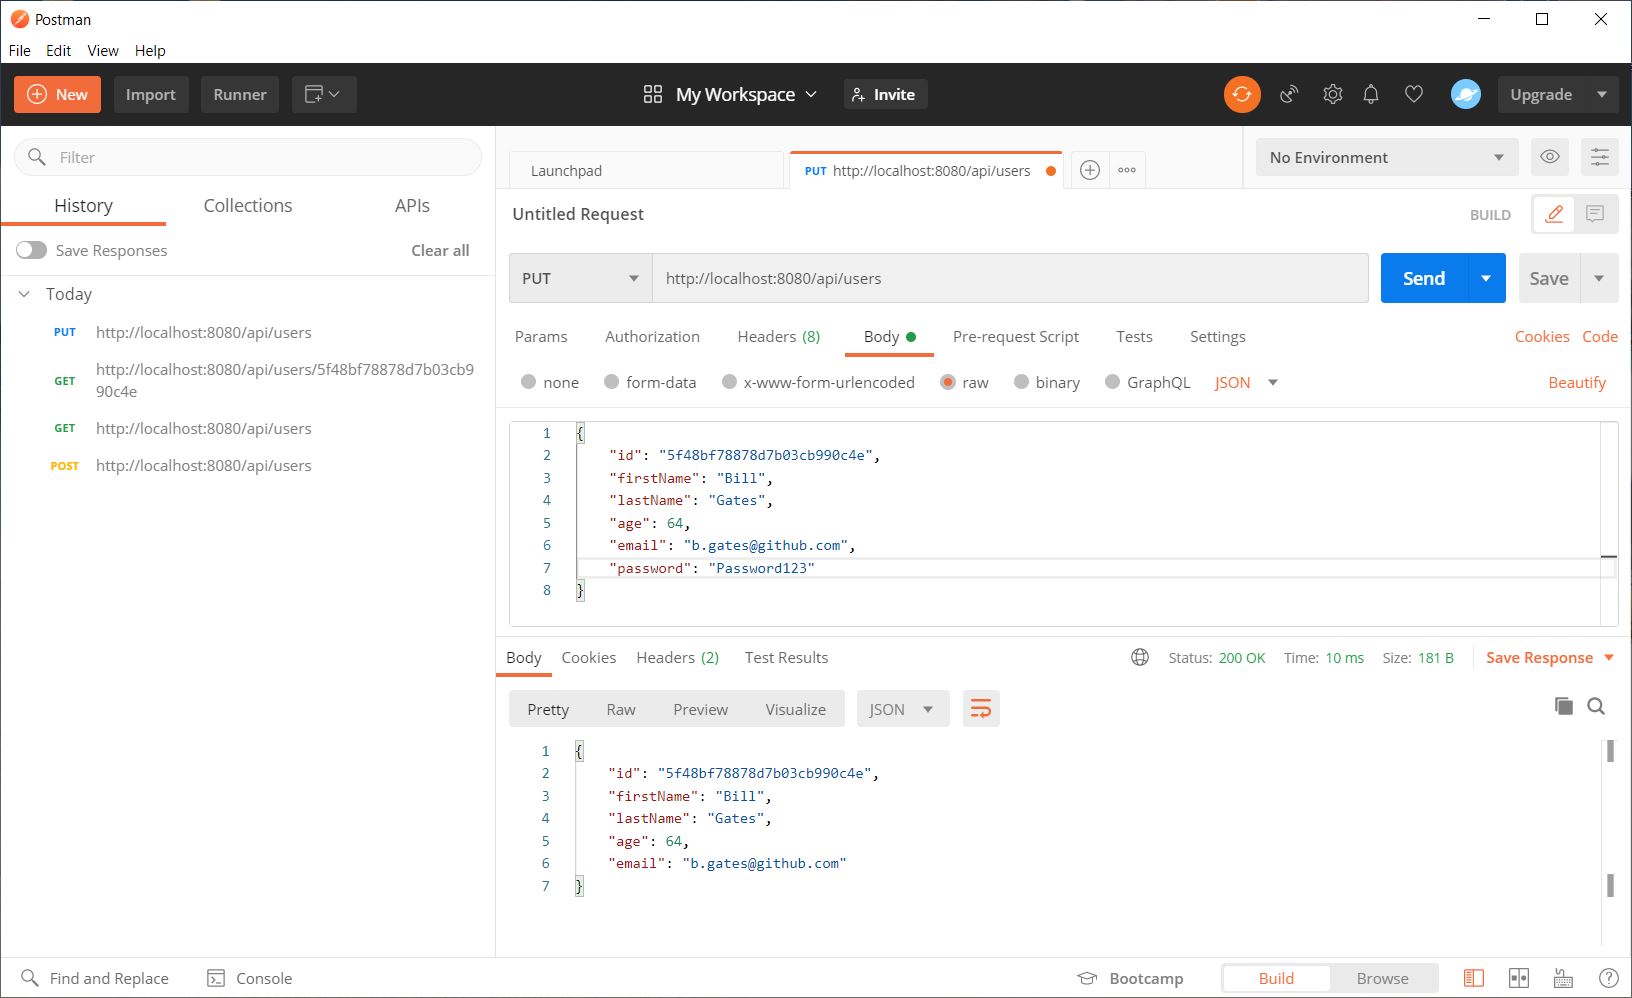 Postman
File Edit View Help
New Import Runner My Workspace Invite Upgrade
Filter
History Collections APIs
Save Responses Clear all
Today
PUT http://localhost:8080/api/users
GET http://localhost:8080/api/users/5f48bf78878d7b03cb9
90c4e
GET http://localhost:8080/api/users
POST http://localhost:8080/api/users
Launchpad PUT http://localhost:8080/api/users No Environment
Untitled Request BUILD
PUT http://localhost:8080/api/users Send Save
Params Authorization Headers (8) Body Pre-request Script Tests Settings Cookies Code
none form-data x-www-form-urlencoded raw binary GraphQL JSON Beautify
1 {
2 "id": "5f48bf78878d7b03cb990c4e",
3 "firstName": "Bill",
4 "lastName": "Gates",
5 "age": 64,
6 "email": "b.gates@github.com",
7 "password": "Password123"
8 }
Body Cookies Headers (2) Test Results Status: 200 OK Time: 10 ms Size: 181 B Save Response
Pretty Raw Preview Visualize JSON
1 {
2 "id": "5f48bf78878d7b03cb990c4e",
3 "firstName": "Bill",
4 "lastName": "Gates",
5 "age": 64,
6 "email": "b.gates@github.com"
7 }
Find and Replace Console Bootcamp Build Browse